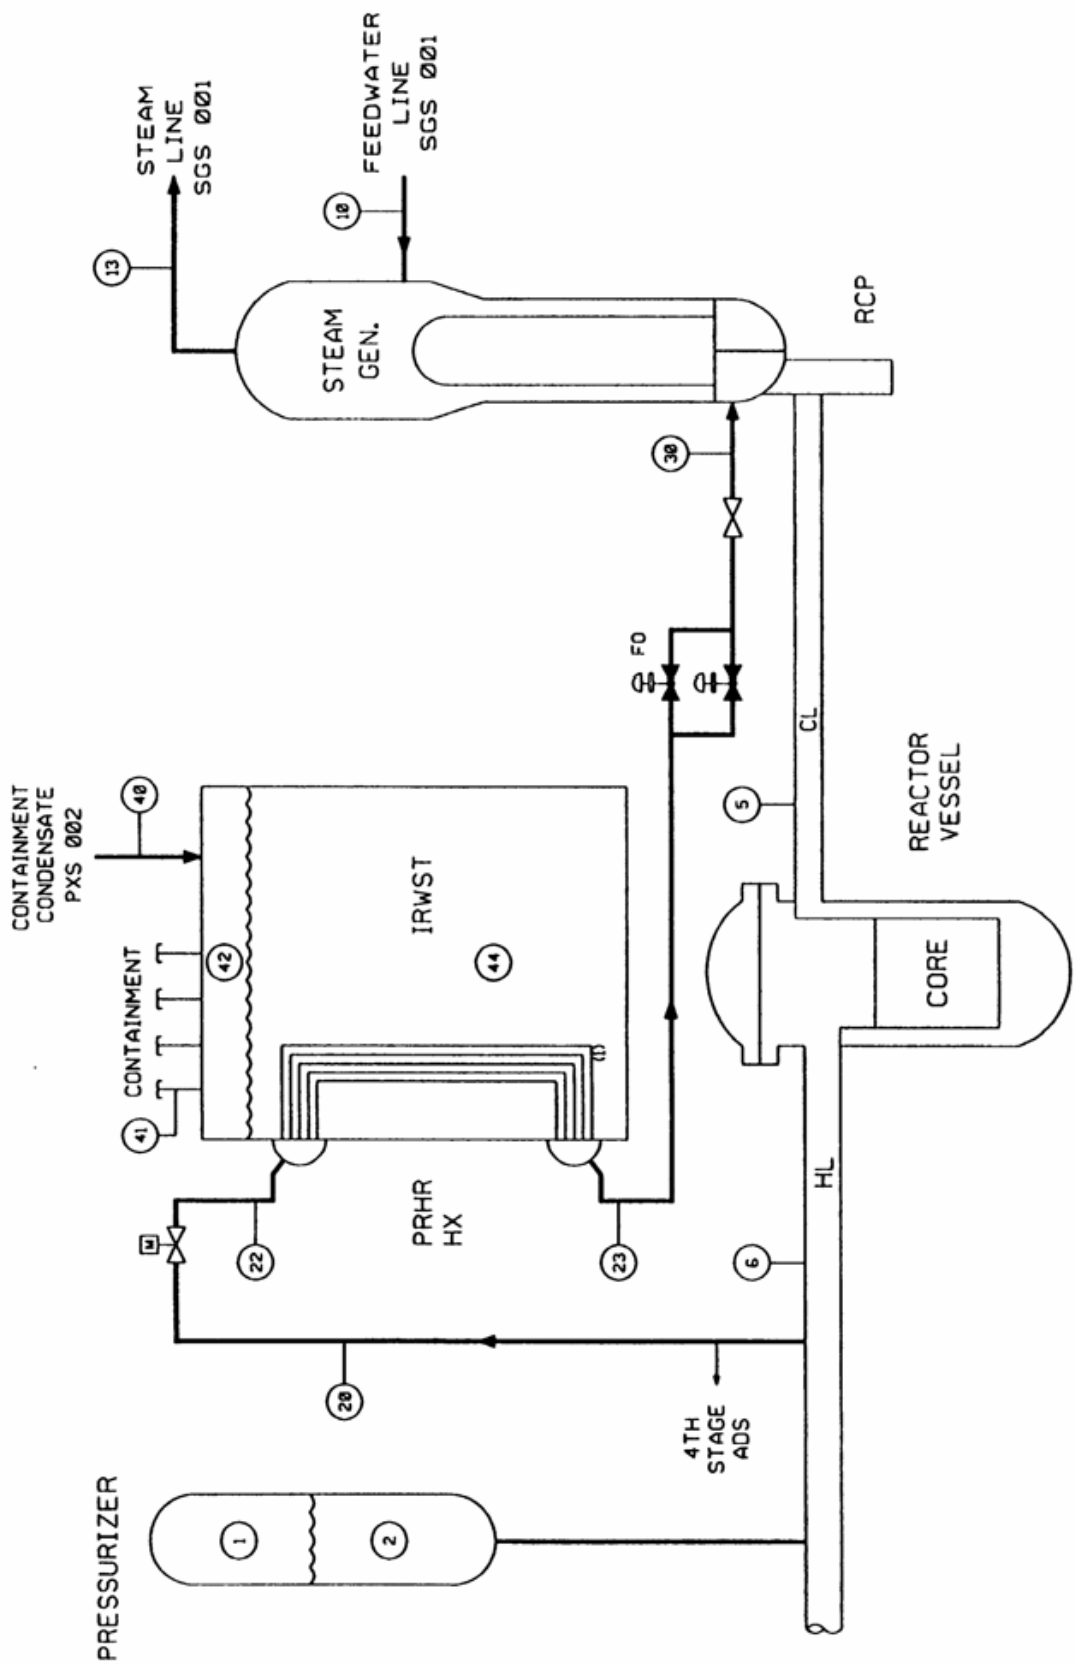 PRESSURIZER
1
2
20
M
22
41
CONTAINMENT
42
CONTAINMENT
CONDENSATE
PXS 002
40
IRWST
44
PRHR
HX
23
4TH
STAGE
ADS
6
HL
CORE
REACTOR
VESSEL
5
CL
FO
30
STEAM
GEN.
RCP
13
STEAM
LINE
SGS 001
10
FEEDWATER
LINE
SGS 001